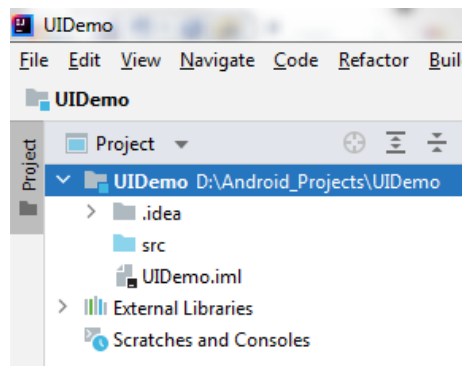 UIDemo
File Edit View Navigate Code Refactor Buil
UIDemo
Project
Project
UIDemo D:\Android_Projects\UIDemo
.idea
src
UIDemo.iml
External Libraries
Scratches and Consoles